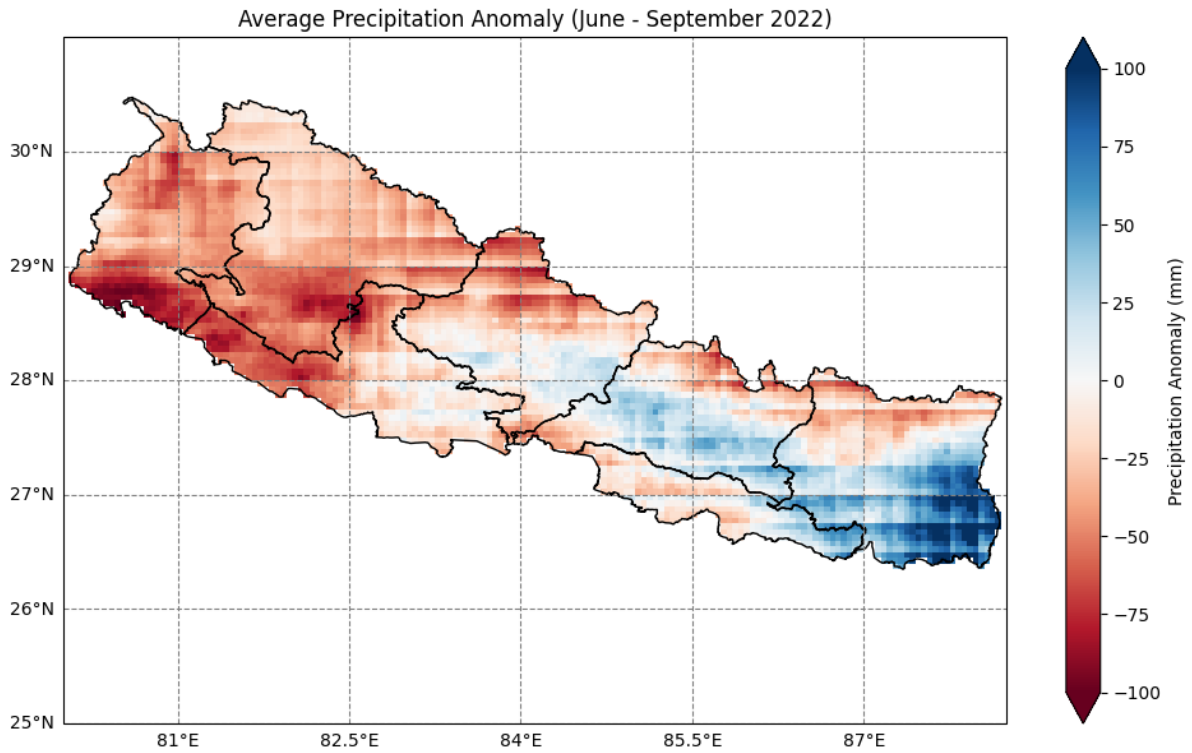 Average Precipitation Anomaly (June - September 2022)
30°N
29°N
28°N
27°N
26°N
25°N
81°E
82.5°E
84°E
85.5°E
87°E
100
75
50
25
0
−25
−50
−75
−100
Precipitation Anomaly (mm)